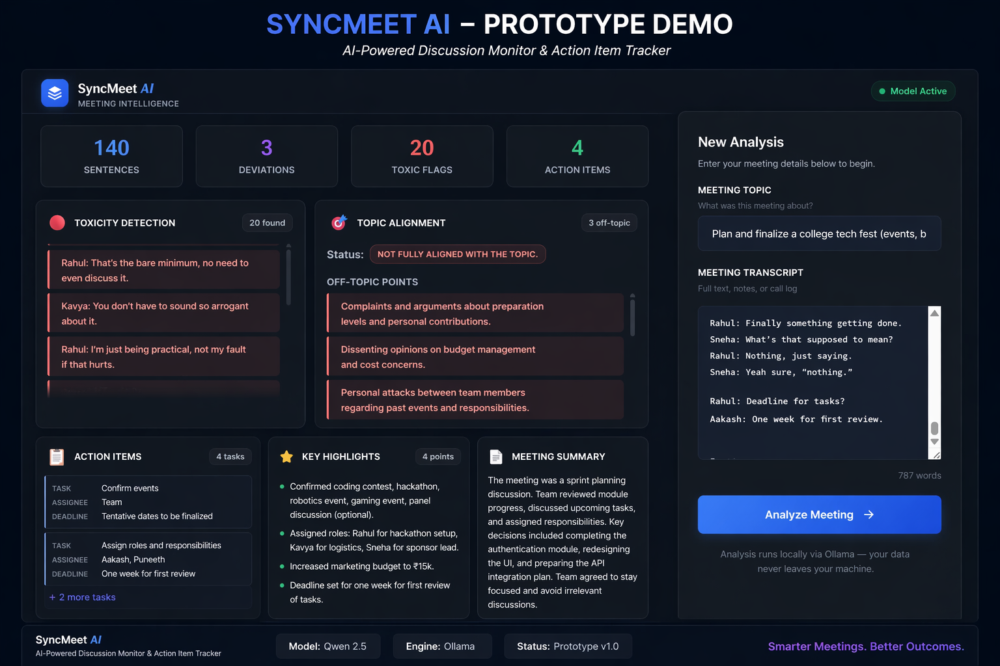 SYNCMEET AI – PROTOTYPE DEMO
AI-Powered Discussion Monitor & Action Item Tracker
SyncMeet AI
MEETING INTELLIGENCE
Model Active
140
SENTENCES
3
DEVIATIONS
20
TOXIC FLAGS
4
ACTION ITEMS
TOXICITY DETECTION
20 found
Rahul: That's the bare minimum, no need to
even discuss it.
Kavya: You don't have to sound so arrogant
about it.
Rahul: I'm just being practical, not my fault
if that hurts.
TOPIC ALIGNMENT
3 off-topic
Status: NOT FULLY ALIGNED WITH THE TOPIC.
OFF-TOPIC POINTS
Complaints and arguments about preparation
levels and personal contributions.
Dissenting opinions on budget management
and cost concerns.
Personal attacks between team members
regarding past events and responsibilities.
ACTION ITEMS
4 tasks
TASK Confirm events
ASSIGNEE Team
DEADLINE Tentative dates to be finalized
TASK Assign roles and responsibilities
ASSIGNEE Aakash, Puneeth
DEADLINE One week for first review
+ 2 more tasks
KEY HIGHLIGHTS
4 points
Confirmed coding contest, hackathon,
robotics event, gaming event, panel
discussion (optional).
Assigned roles: Rahul for hackathon setup,
Kavya for logistics, Sneha for sponsor lead.
Increased marketing budget to ₹15k.
Deadline set for one week for first review
of tasks.
MEETING SUMMARY
The meeting was a sprint planning
discussion. Team reviewed module
progress, discussed upcoming tasks,
and assigned responsibilities. Key
decisions included completing the
authentication module, redesigning
the UI, and preparing the API
integration plan. Team agreed to stay
focused and avoid irrelevant
discussions.
New Analysis
Enter your meeting details below to begin.
MEETING TOPIC
What was this meeting about?
Plan and finalize a college tech fest (events, b
MEETING TRANSCRIPT
Full text, notes, or call log
Rahul: Finally something getting done.
Sneha: What's that supposed to mean?
Rahul: Nothing, just saying.
Sneha: Yeah sure, “nothing.”
Rahul: Deadline for tasks?
Aakash: One week for first review.
787 words
Analyze Meeting →
Analysis runs locally via Ollama — your data
never leaves your machine.
SyncMeet AI
AI-Powered Discussion Monitor & Action Item Tracker
Model: Qwen 2.5
Engine: Ollama
Status: Prototype v1.0
Smarter Meetings. Better Outcomes.